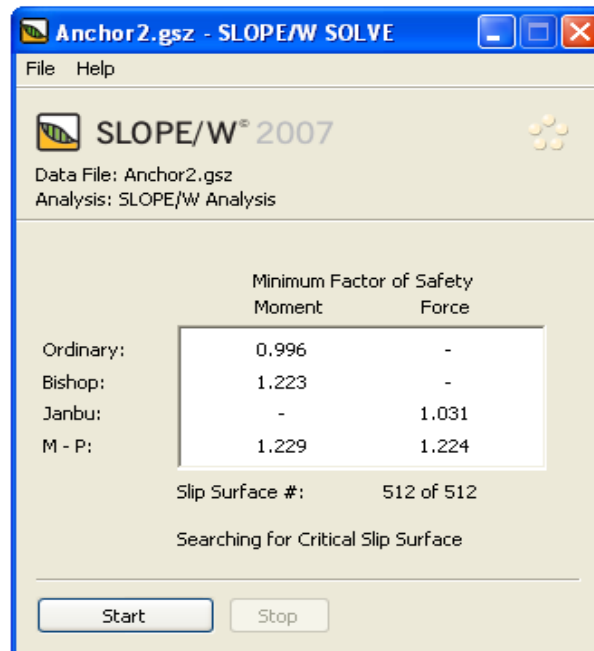 Anchor2.gsz - SLOPE/W SOLVE
File Help
SLOPE/W® 2007
Data File: Anchor2.gsz
Analysis: SLOPE/W Analysis
Minimum Factor of Safety
Moment Force
Ordinary: 0.996 -
Bishop: 1.223 -
Janbu: - 1.031
M - P: 1.229 1.224
Slip Surface #: 512 of 512
Searching for Critical Slip Surface
Start Stop